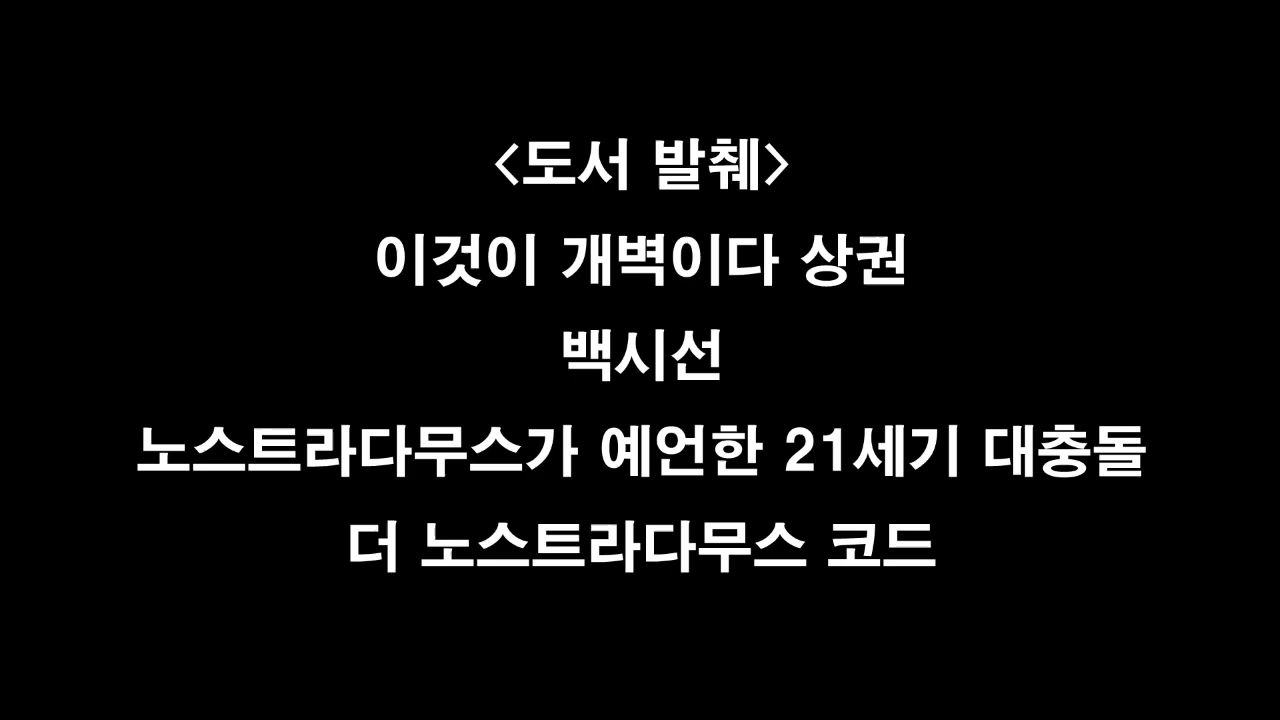 <도서 발췌>
이것이 개벽이다 상권
백시선
노스트라다무스가 예언한 21세기 대충돌
더 노스트라다무스 코드